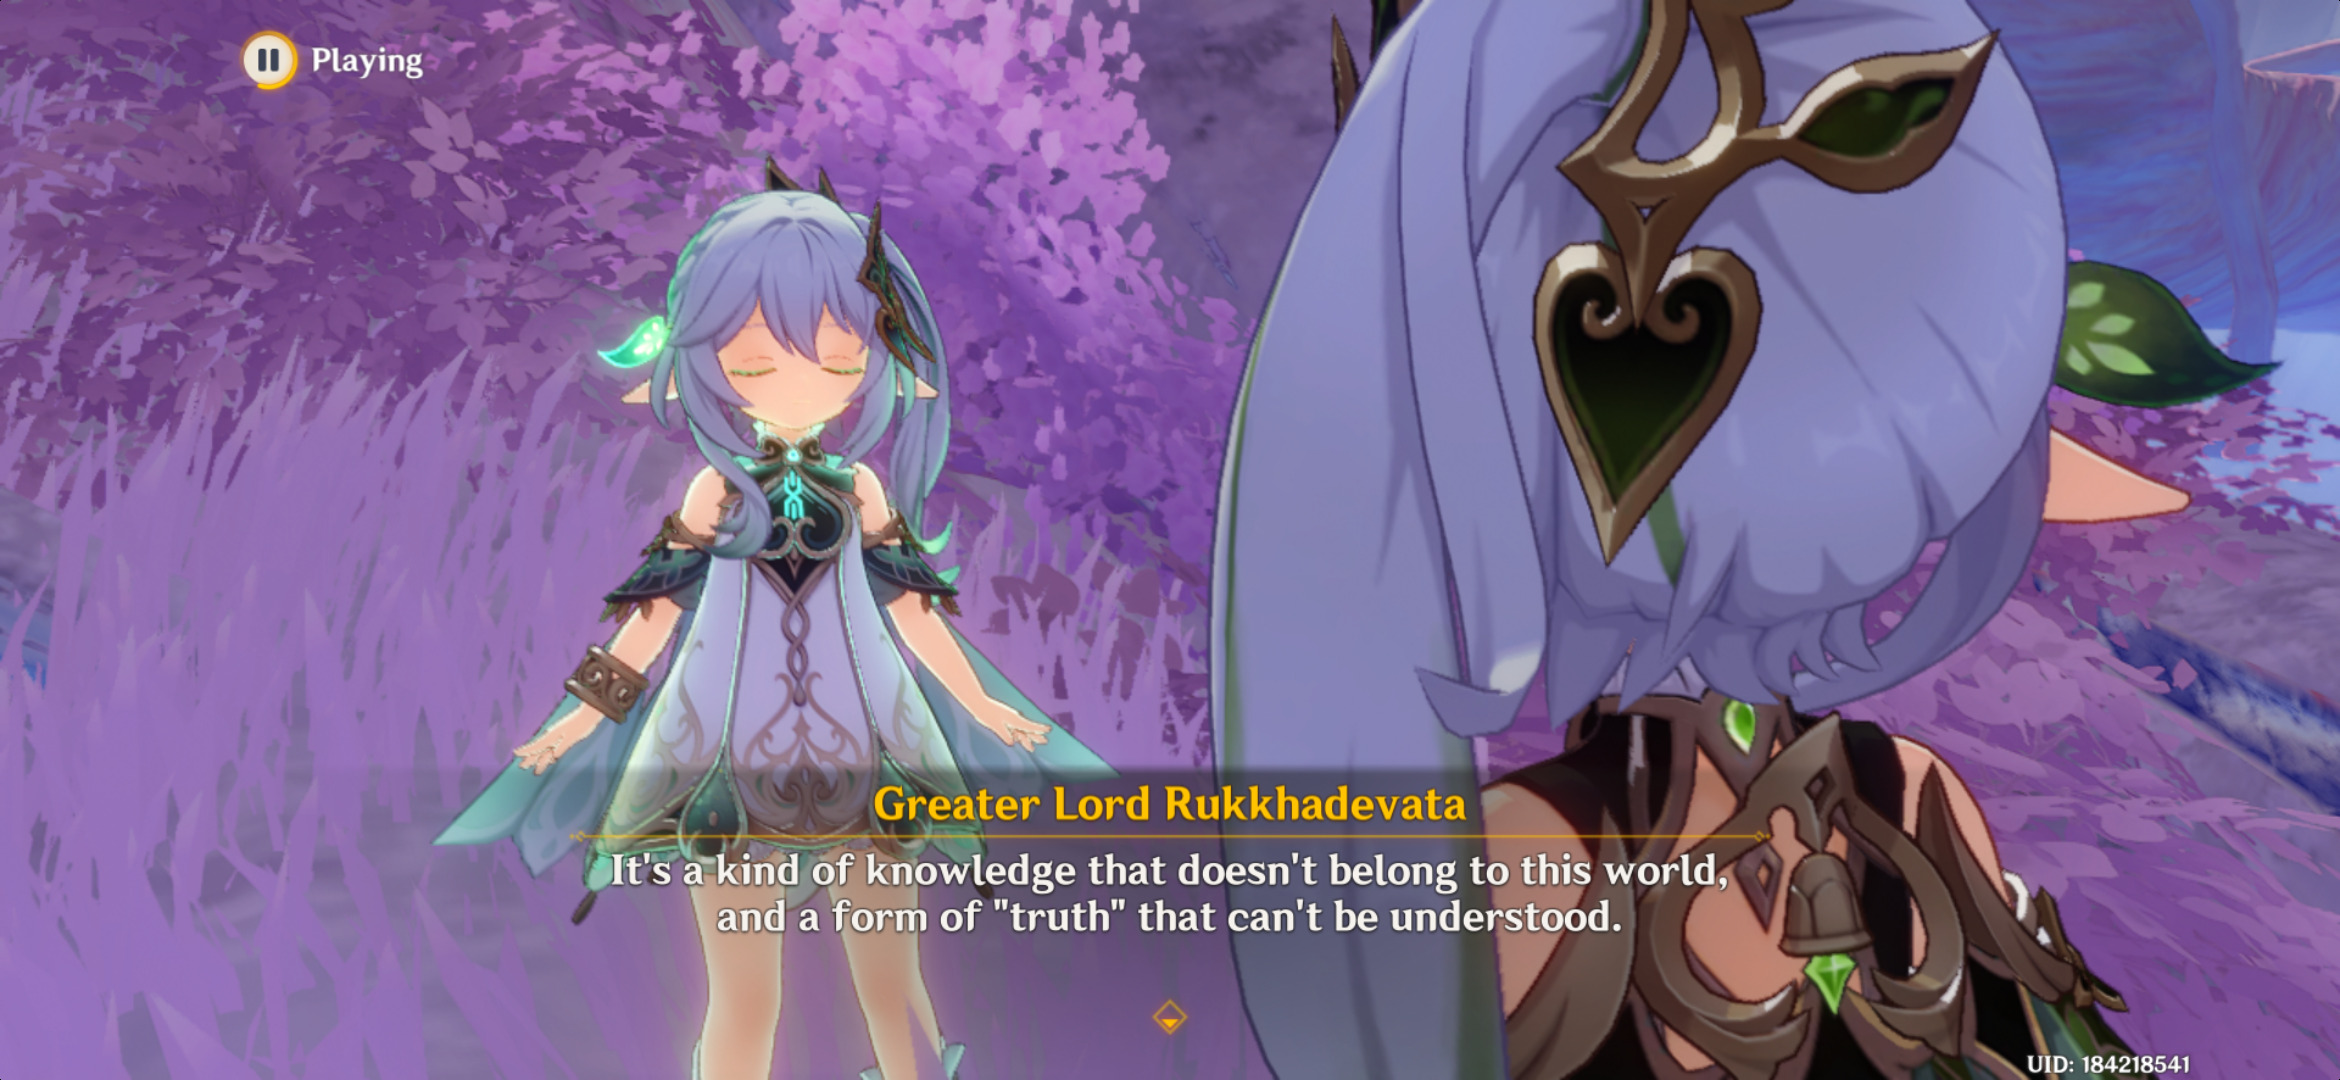 Playing
Greater Lord Rukkhadevata
It's a kind of knowledge that doesn't belong to this world,
and a form of "truth" that can't be understood.
UID: 184218541